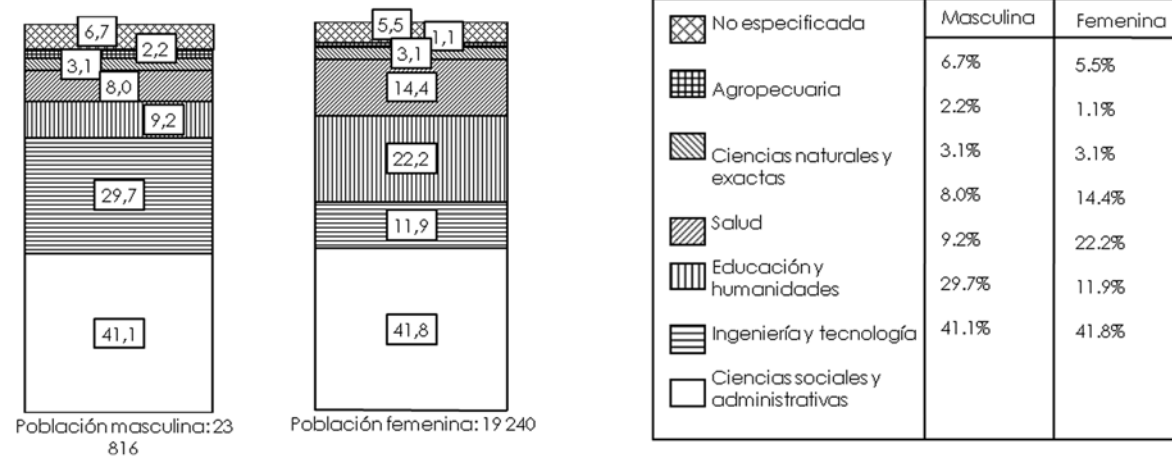 6,7
2,2
3,1
8,0
9,2
29,7
41,1
Población masculina: 23
816
5,5
1,1
3,1
14,4
22,2
11,9
41,8
Población femenina: 19 240
Masculina Femenina
No especificada
6.7% 5.5%
Agropecuaria
2.2% 1.1%
Ciencias naturales y
exactas
3.1% 3.1%
8.0% 14.4%
Salud
9.2% 22.2%
Educación y
humanidades
29.7% 11.9%
Ingeniería y tecnología
41.1% 41.8%
Ciencias sociales y
administrativas